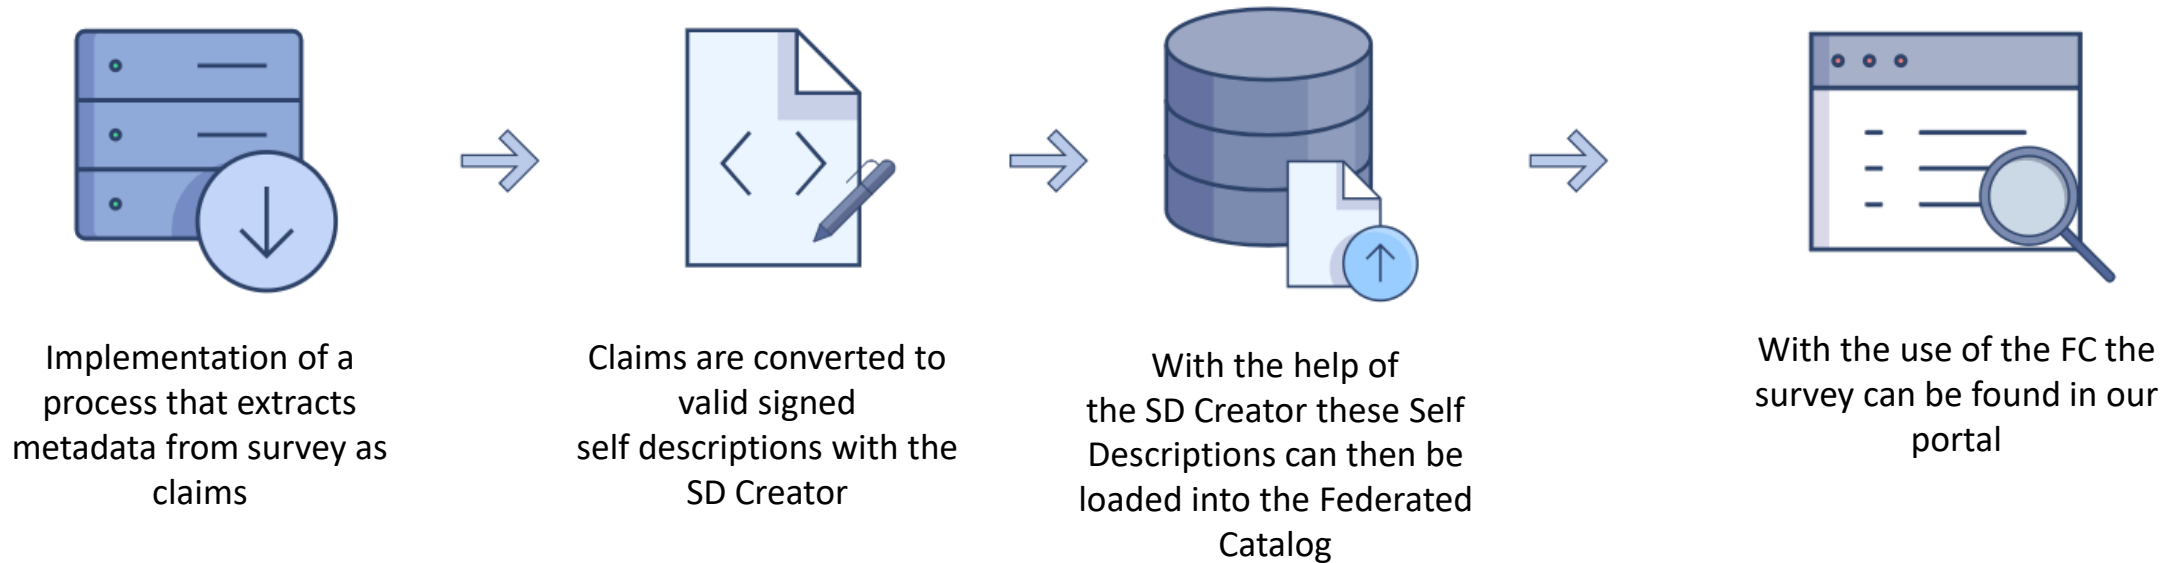 Implementation of a
process that extracts
metadata from survey as
claims
Claims are converted to
valid signed
self descriptions with the
SD Creator
With the help of
the SD Creator these Self
Descriptions can then be
loaded into the Federated
Catalog
With the use of the FC the
survey can be found in our
portal